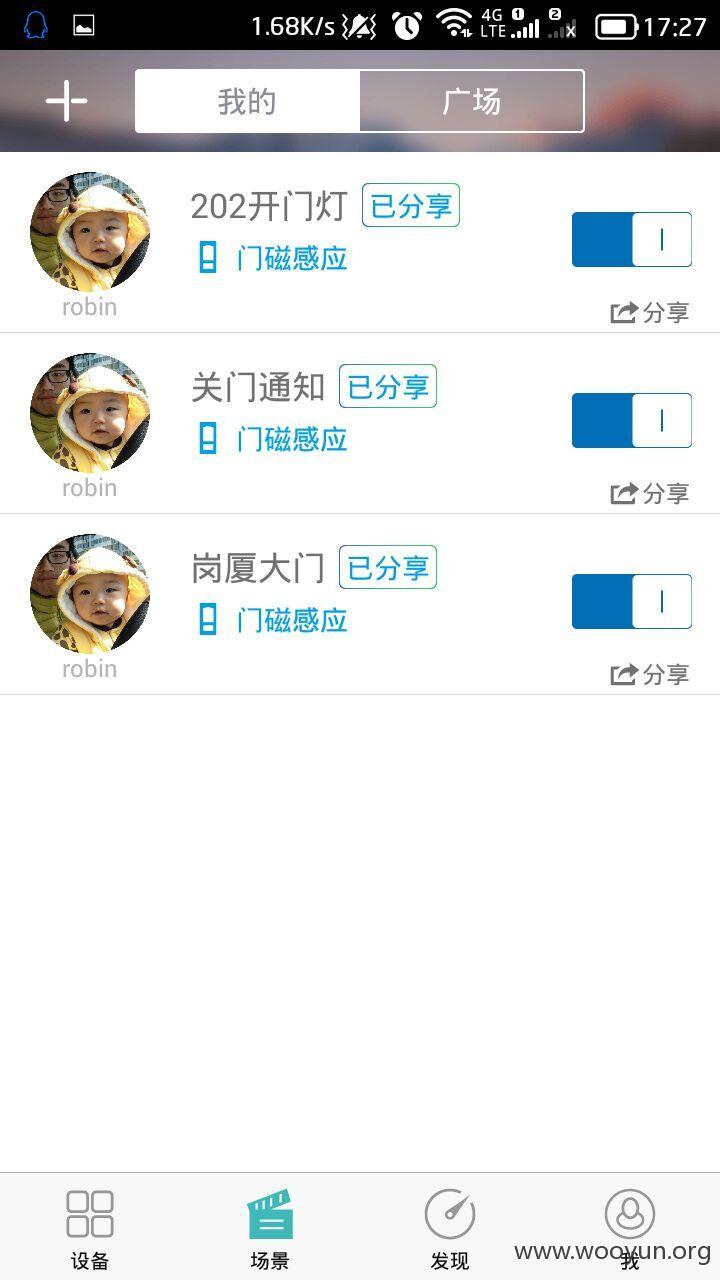 1.68K/s 4G LTE 1 2 x 17:27
我的 广场
202开门灯 已分享
门磁感应
robin
分享
关门通知 已分享
门磁感应
robin
分享
岗厦大门 已分享
门磁感应
robin
分享
设备 场景 发现 我
www.wooyun.org